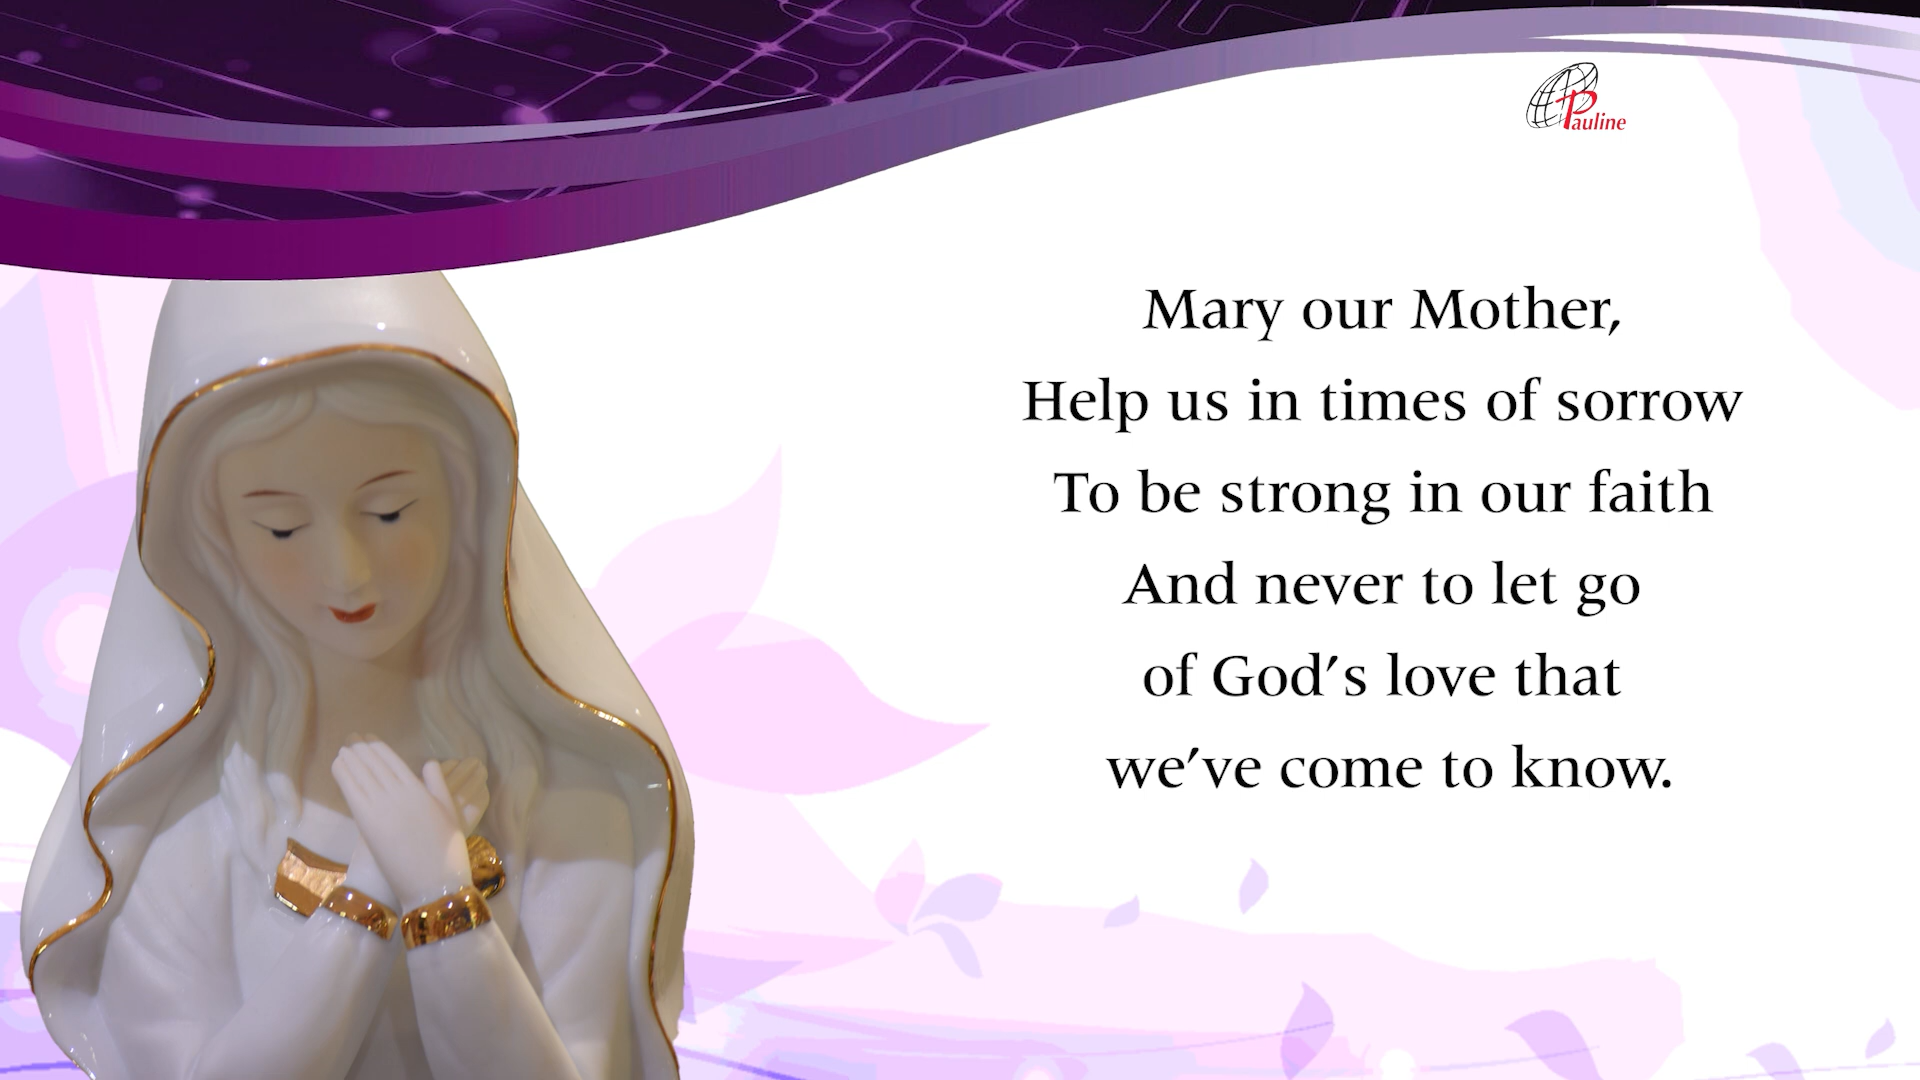 Pauline
Mary our Mother,
Help us in times of sorrow
To be strong in our faith
And never to let go
of God's love that
we've come to know.